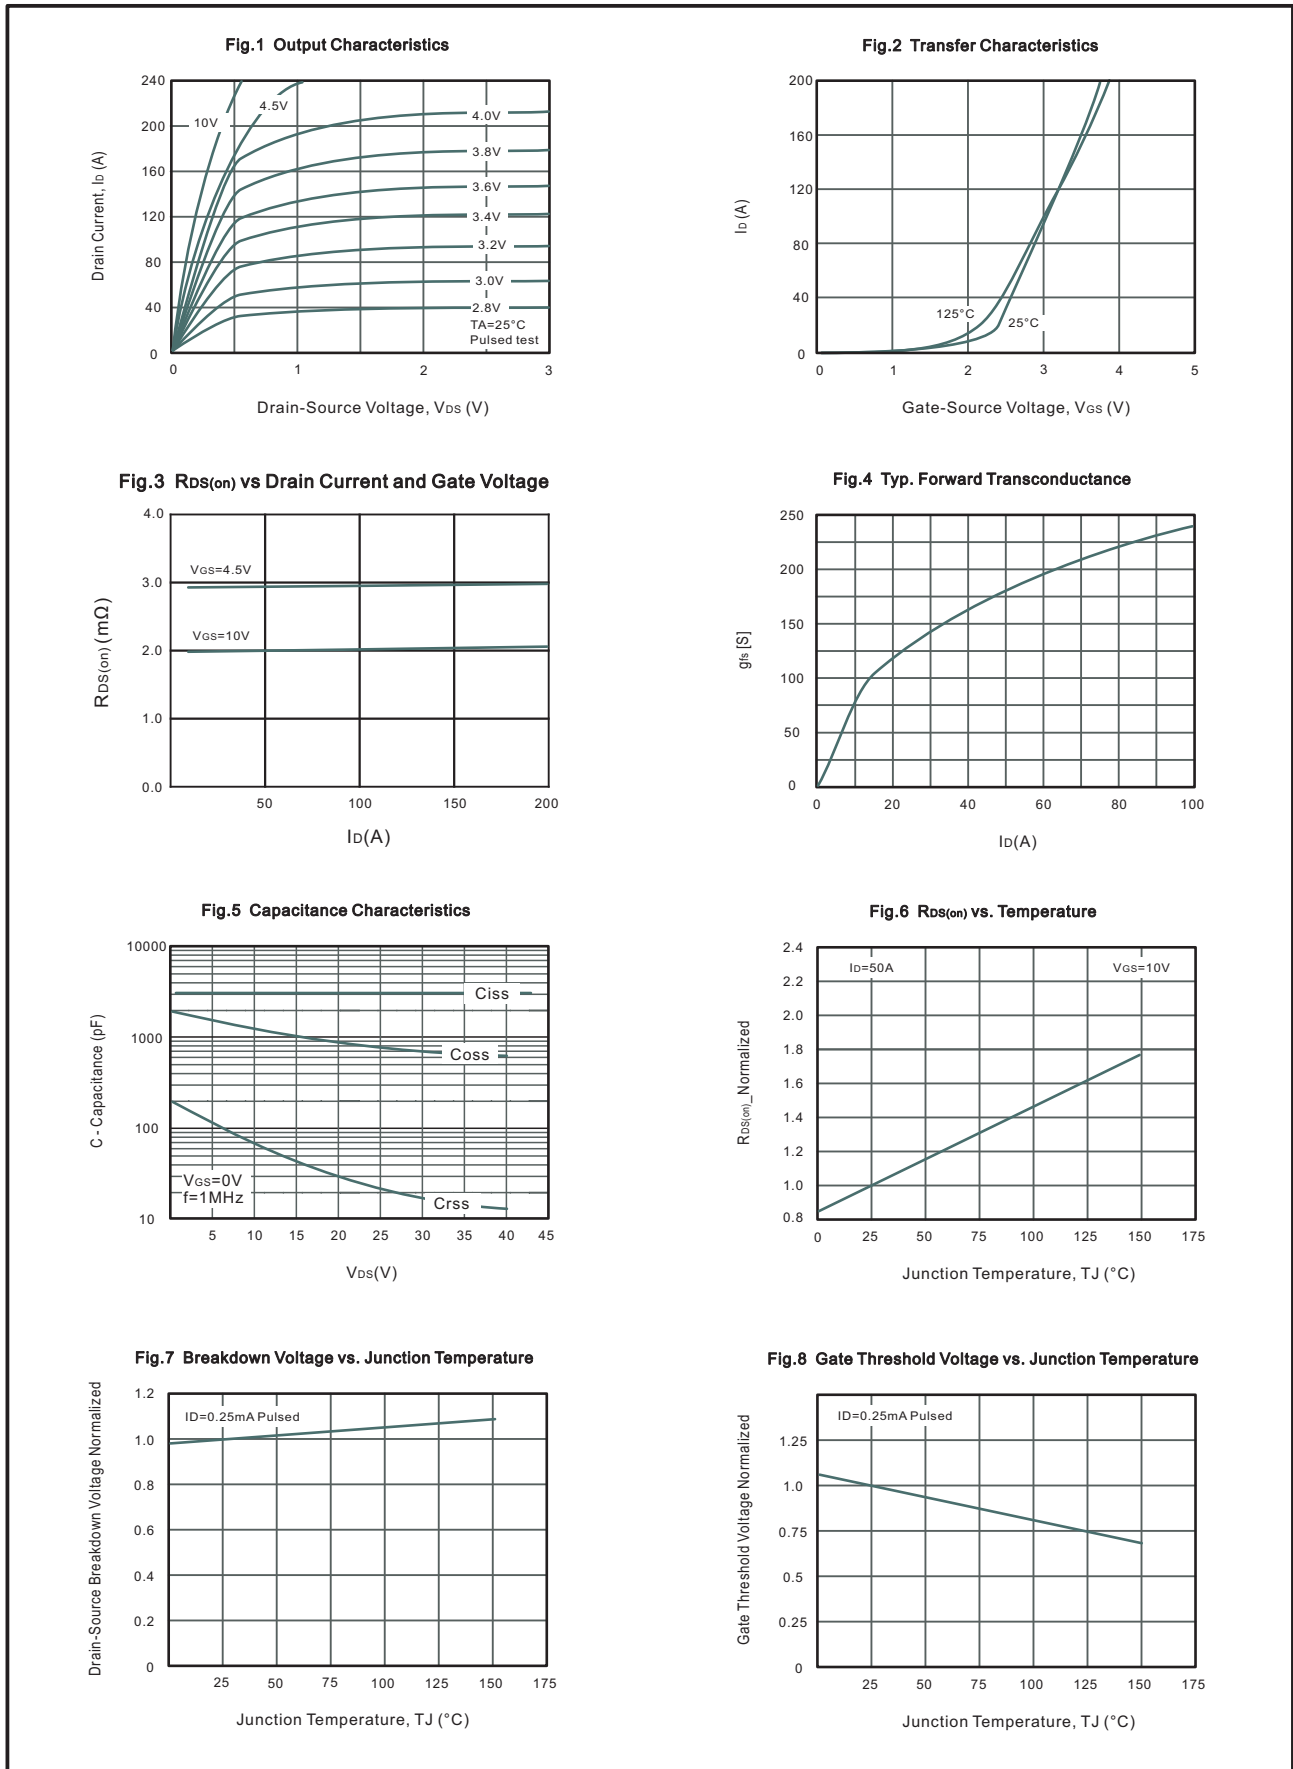 Fig.1 Output Characteristics
240
200
160
120
80
40
0
0 1 2 3
10V
4.5V
4.0V
3.8V
3.6V
3.4V
3.2V
3.0V
2.8V
TA=25°C
Pulsed test
Drain Current, ID (A)
Drain-Source Voltage, VDS (V)
Fig.2 Transfer Characteristics
200
160
120
80
40
0
0 1 2 3 4 5
125°C
25°C
ID (A)
Gate-Source Voltage, VGS (V)
Fig.3 RDS(on) vs Drain Current and Gate Voltage
4.0
3.0
2.0
1.0
0.0
50 100 150 200
VGS=4.5V
VGS=10V
RDS(on) (mΩ)
ID(A)
Fig.4 Typ. Forward Transconductance
250
200
150
100
50
0
0 20 40 60 80 100
gfs [S]
ID(A)
Fig.5 Capacitance Characteristics
10000
1000
100
10
5 10 15 20 25 30 35 40 45
Ciss
Coss
Crss
VGS=0V
f=1MHz
C - Capacitance (pF)
VDS(V)
Fig.6 RDS(on) vs. Temperature
2.4
2.2
2.0
1.8
1.6
1.4
1.2
1.0
0.8
0 25 50 75 100 125 150 175
ID=50A
VGS=10V
RDS(on)_Normalized
Junction Temperature, TJ (°C)
Fig.7 Breakdown Voltage vs. Junction Temperature
1.2
1.0
0.8
0.6
0.4
0.2
0
25 50 75 100 125 150 175
ID=0.25mA Pulsed
Drain-Source Breakdown Voltage Normalized
Junction Temperature, TJ (°C)
Fig.8 Gate Threshold Voltage vs. Junction Temperature
1.25
1.0
0.75
0.5
0.25
0
25 50 75 100 125 150 175
ID=0.25mA Pulsed
Gate Threshold Voltage Normalized
Junction Temperature, TJ (°C)